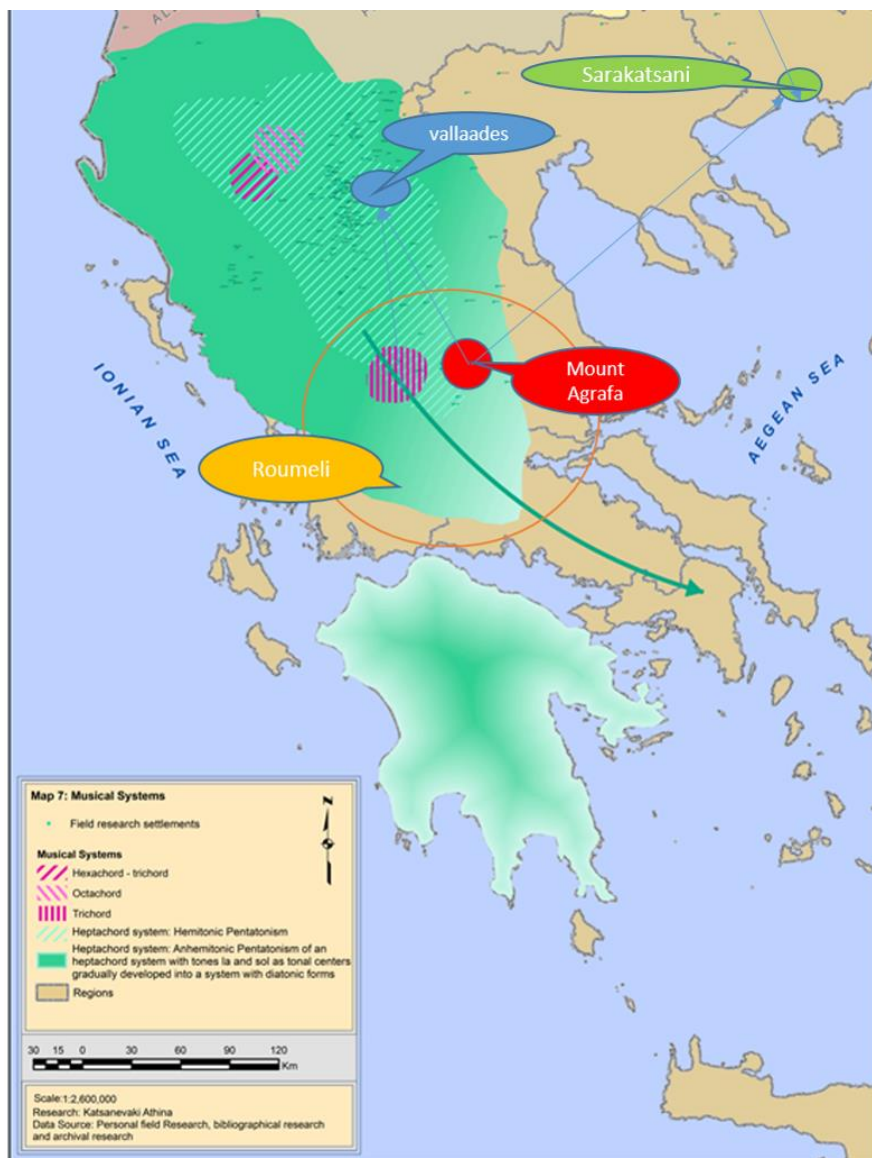 Sarakatsani
vallaades
Mount
Agrafa
Roumeli
IONIAN SEA
AEGEAN SEA
Map 7: Musical Systems
N
Field research settlements
Musical Systems
Hexachord - trichord
Octachord
Trichord
Heptachord system: Hemitonic Pentatonism
Heptachord system: Anhemitonic Pentatonism of an
heptachord system with tones la and sol as tonal centers
gradually developed into a system with diatonic forms
Regions
30 15 0 30 60 90 120
Km
Scale:1:2,600,000
Research: Katsanevaki Athina
Data Source: Personal field Research, bibliographical research
and archival research